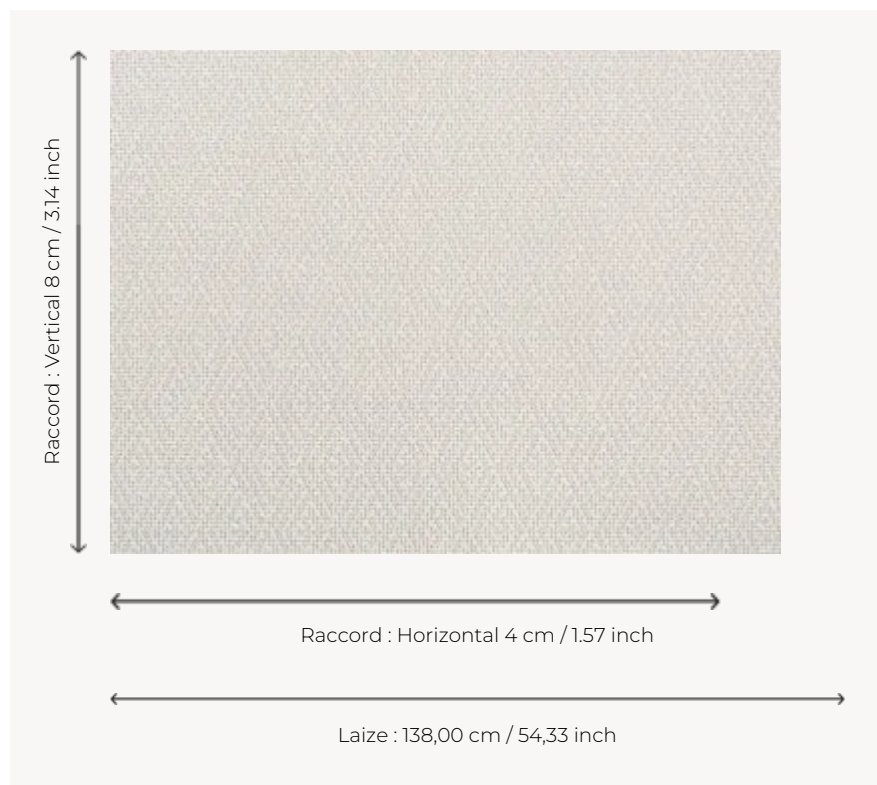 Raccord : Vertical 8 cm / 3.14 inch
Raccord : Horizontal 4 cm / 1.57 inch
Laize : 138,00 cm / 54,33 inch